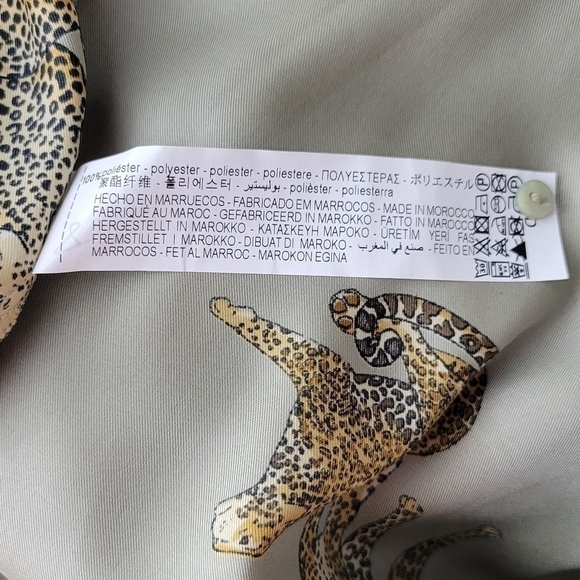 100%poliéster - polyester - poliester - poliestere - ΠΟΛΥΕΣΤΕΡΑΣ - ポリエステル
聚酯纤维 - 폴리에스터 - بوليستير - polièster - poliesterra
HECHO EN MARRUECOS - FABRICADO EM MARROCOS - MADE IN MOROCCO
FABRIQUÉ AU MAROC - GEFABRICEERD IN MAROKKO - FATTO IN MAROCCO
HERGESTELLT IN MAROKKO - ΚΑΤΑΣΚΕΥΗ ΜΑΡΟΚΟ - ÜRETİM YERİ FAS
FREMSTILLET I MAROKKO - DIBUAT DI MAROKO - صنع في المغرب - FEITO EN
MARROCOS - FET AL MARROC - MAROKON EGINA